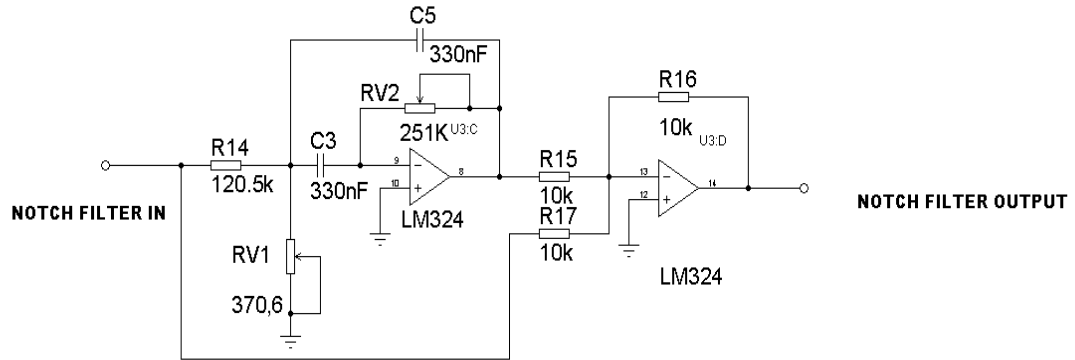 C5
330nF
R16
RV2
10k
251K
U3:C
U3:D
C3
R14
9
R15
8
13
120.5k
330nF
10
14
10k
12
NOTCH FILTER IN
LM324
R17
NOTCH FILTER OUTPUT
10k
RV1
LM324
370,6